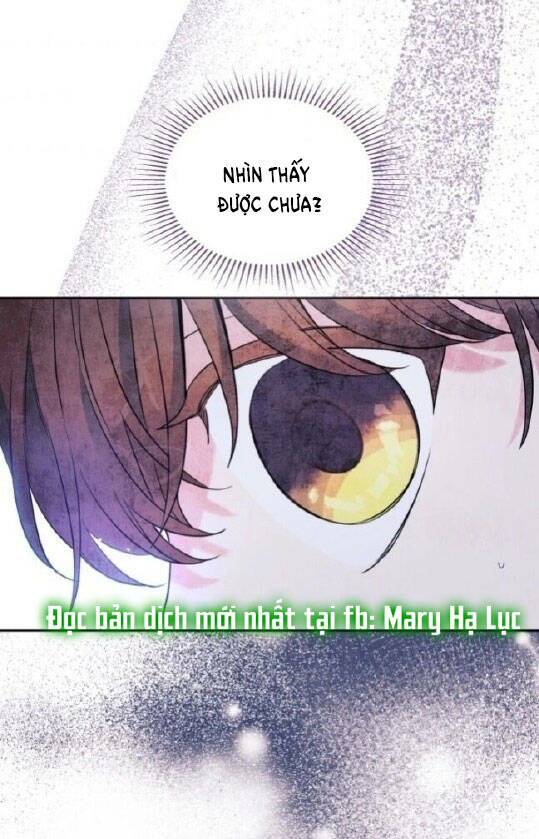 NHÌN THẤY
ĐƯỢC CHƯA?
Đọc bản dịch mới nhất tại fb: Mary Hạ Lục